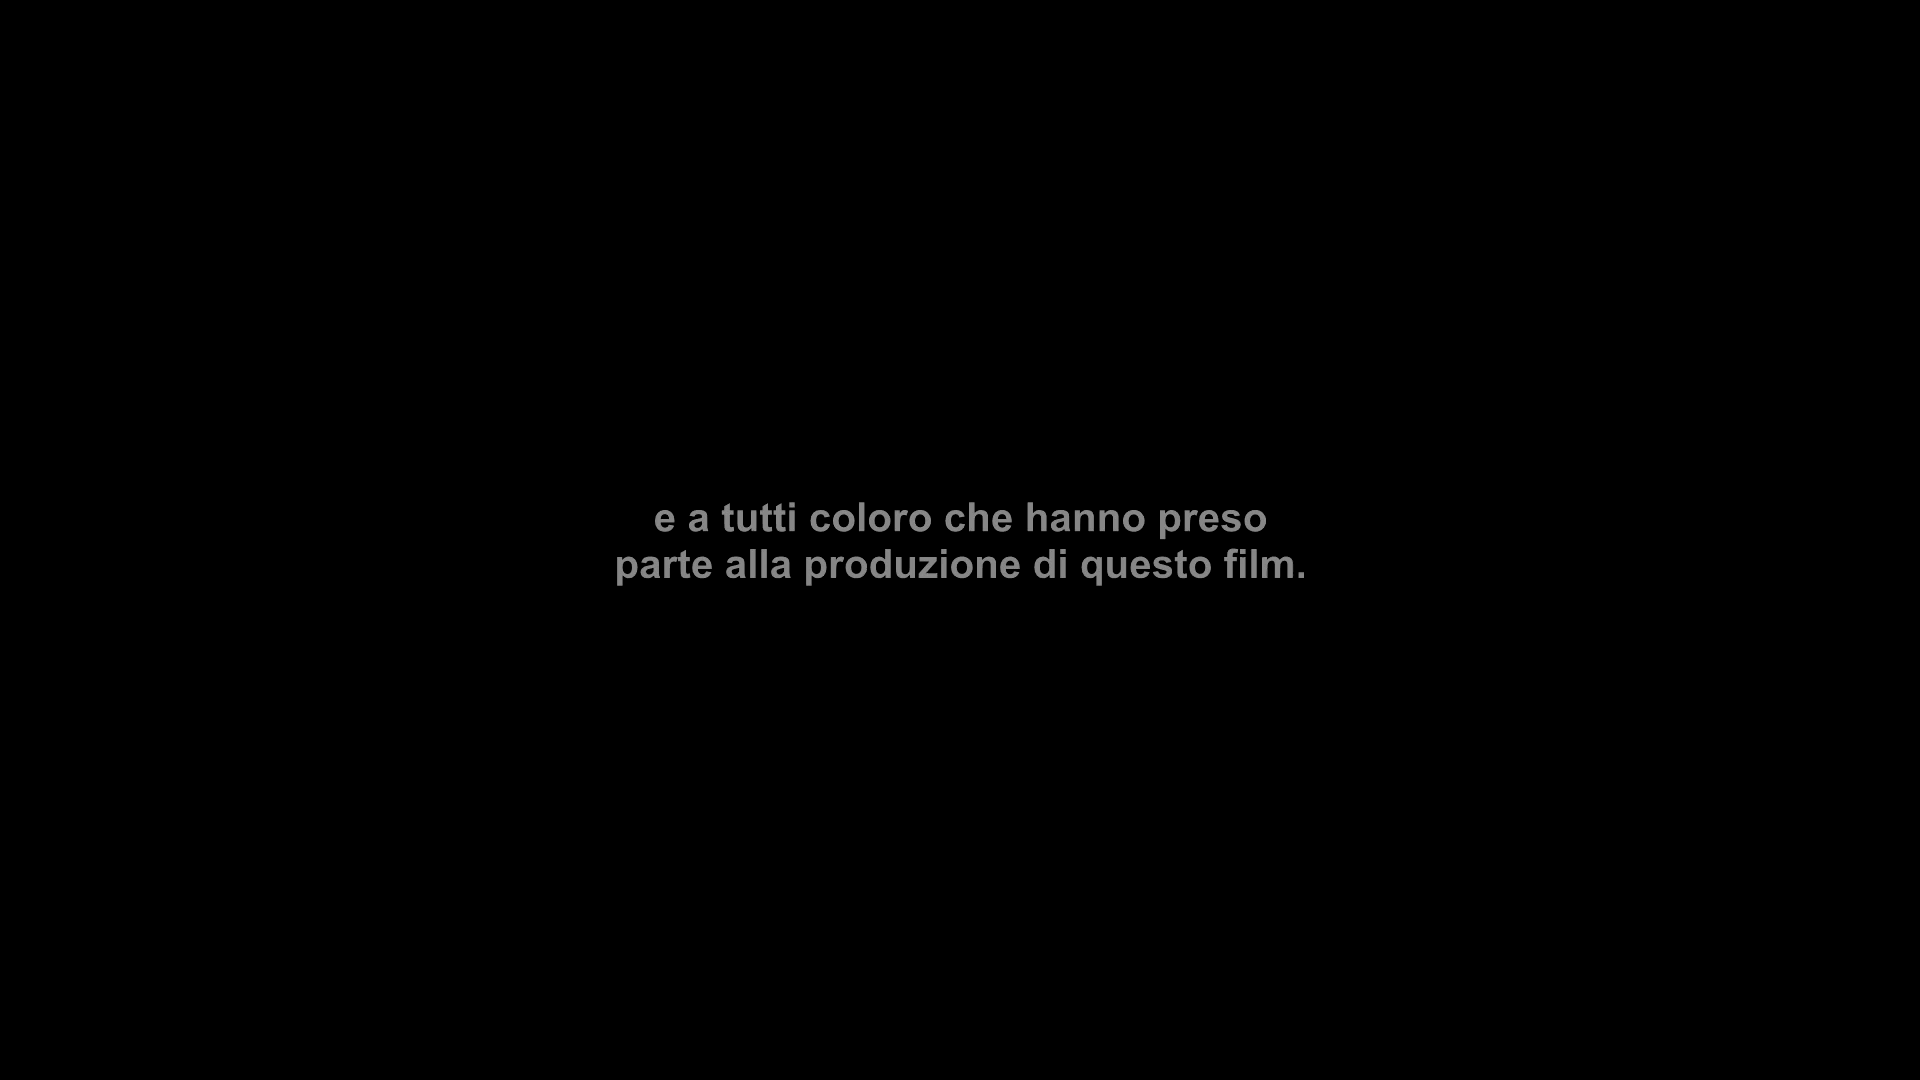 e a tutti coloro che hanno preso
parte alla produzione di questo film.